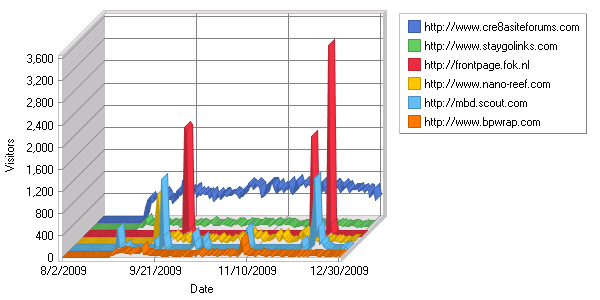 http://www.cre8asiteforums.com
http://www.staygolinks.com
http://frontpage.fok.nl
http://www.nano-reef.com
http://mbd.scout.com
http://www.bpwrap.com
3,600
3,200
2,800
2,400
2,000
1,600
1,200
800
400
0
Visitors
8/2/2009 9/21/2009 11/10/2009 12/30/2009
Date